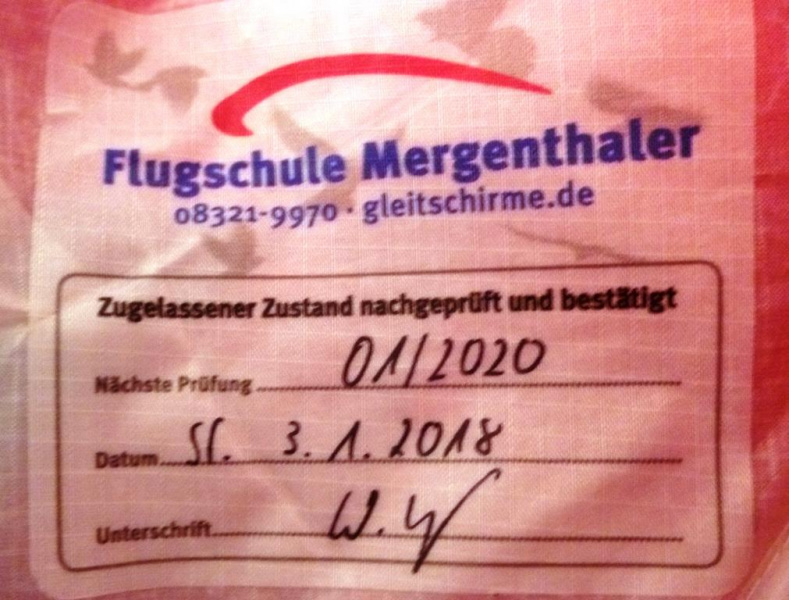 Flugschule Mergenthaler
08321-9970 · gleitschirme.de
Zugelassener Zustand nachgeprüft und bestätigt
Nächste Prüfung 01/2020
Datum 3.1.2018
Unterschrift W.